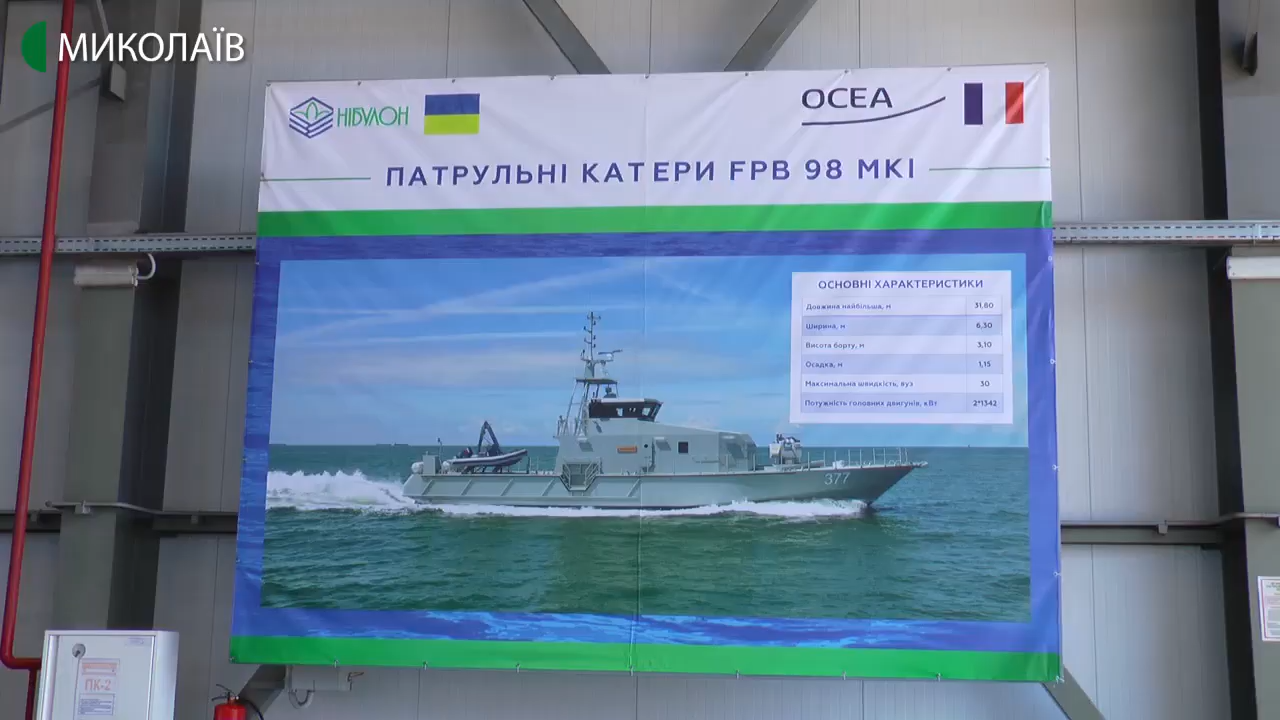 МИКОЛАЇВ
НІБУЛОН
OCEA
ПАТРУЛЬНІ КАТЕРИ FPB 98 MKI
ОСНОВНІ ХАРАКТЕРИСТИКИ
Довжина найбільша, м 31,80
Ширина, м 6,30
Висота борту, м 3,10
Осадка, м 1,15
Максимальна швидкість, вуз 30
Потужність головних двигунів, кВт 2*1342
377
ПК-2